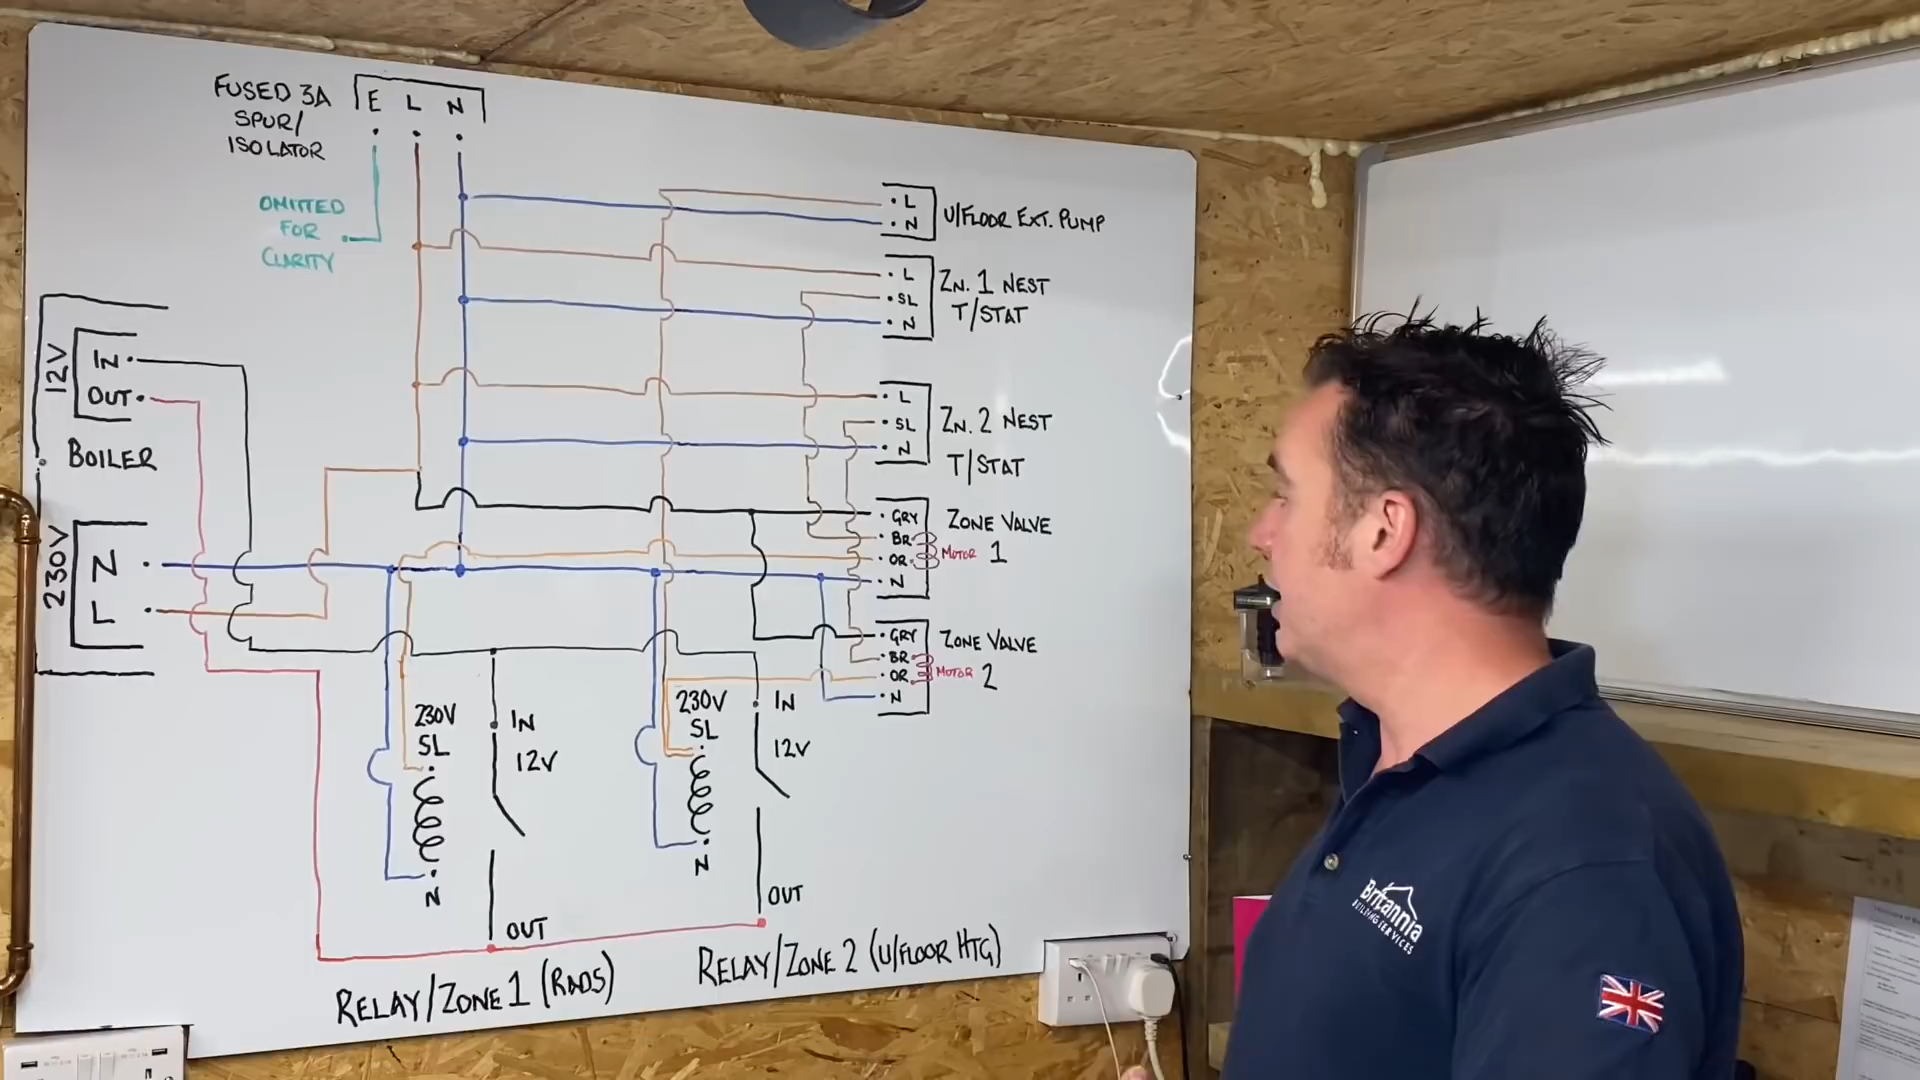 FUSED 3A
SPUR/
ISOLATOR
E L N
OMITTED
FOR
CLARITY
L
N
U/FLOOR EXT. PUMP
L
SL
N
ZN. 1 NEST
T/STAT
L
SL
N
ZN. 2 NEST
T/STAT
12V
IN
OUT
BOILER
230V
N
L
GRY
BR
OR
N
MOTOR
ZONE VALVE
1
GRY
BR
OR
N
MOTOR
ZONE VALVE
2
230V
SL
N
IN
12V
OUT
RELAY/ZONE 1 (RADS)
230V
SL
N
IN
12V
OUT
RELAY/ZONE 2 (U/FLOOR HTG)
Britannia
BUILDING SERVICES